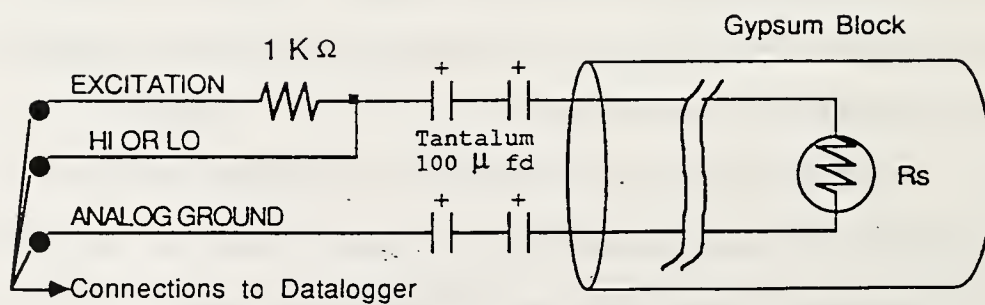 Gypsum Block
1 K Ω
EXCITATION
+ +
HI OR LO
Tantalum
100 μ fd
Rs
+ +
ANALOG GROUND
Connections to Datalogger